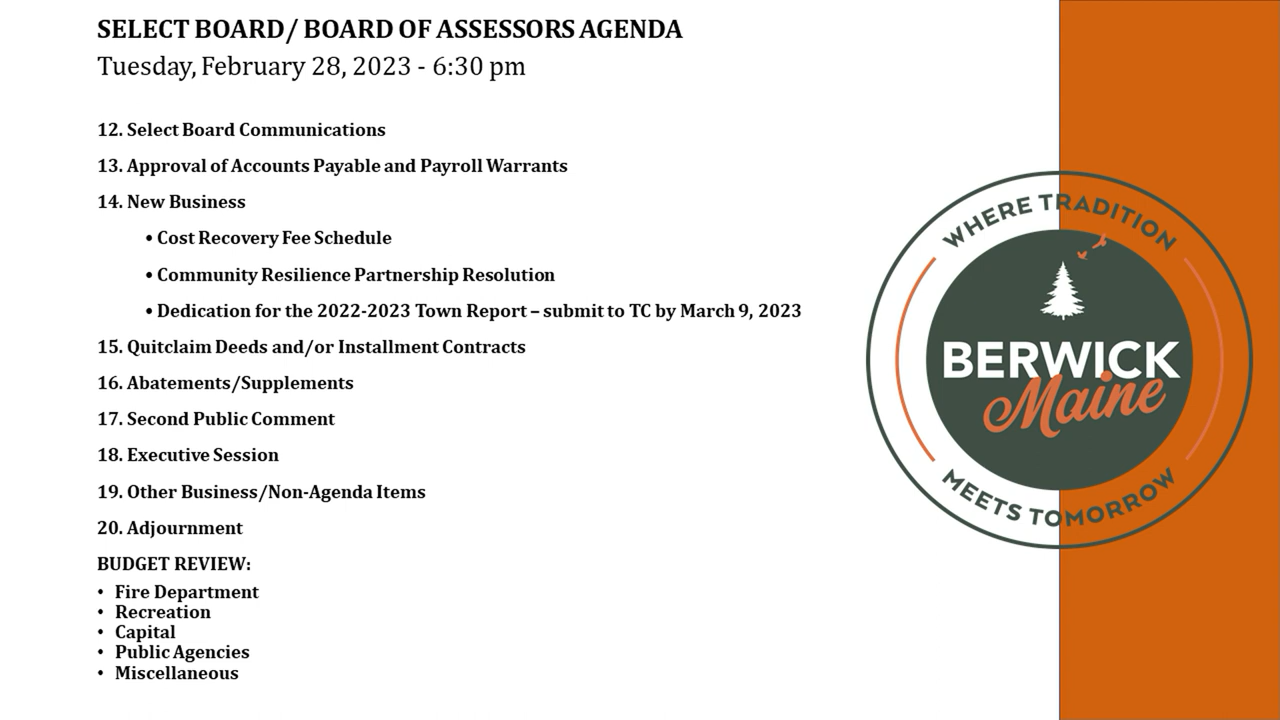 SELECT BOARD/ BOARD OF ASSESSORS AGENDA
Tuesday, February 28, 2023 - 6:30 pm
12. Select Board Communications
13. Approval of Accounts Payable and Payroll Warrants
14. New Business
• Cost Recovery Fee Schedule
• Community Resilience Partnership Resolution
• Dedication for the 2022-2023 Town Report – submit to TC by March 9, 2023
15. Quitclaim Deeds and/or Installment Contracts
16. Abatements/Supplements
17. Second Public Comment
18. Executive Session
19. Other Business/Non-Agenda Items
20. Adjournment
BUDGET REVIEW:
• Fire Department
• Recreation
• Capital
• Public Agencies
• Miscellaneous
WHERE TRADITION
BERWICK
Maine
MEETS TOMORROW